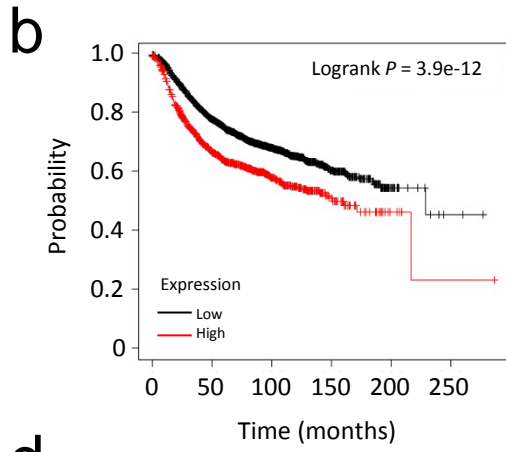 b
1.0
Logrank P = 3.9e-12
0.8
0.6
0.4
0.2
0
Probability
Expression
Low
High
0 50 100 150 200 250
Time (months)